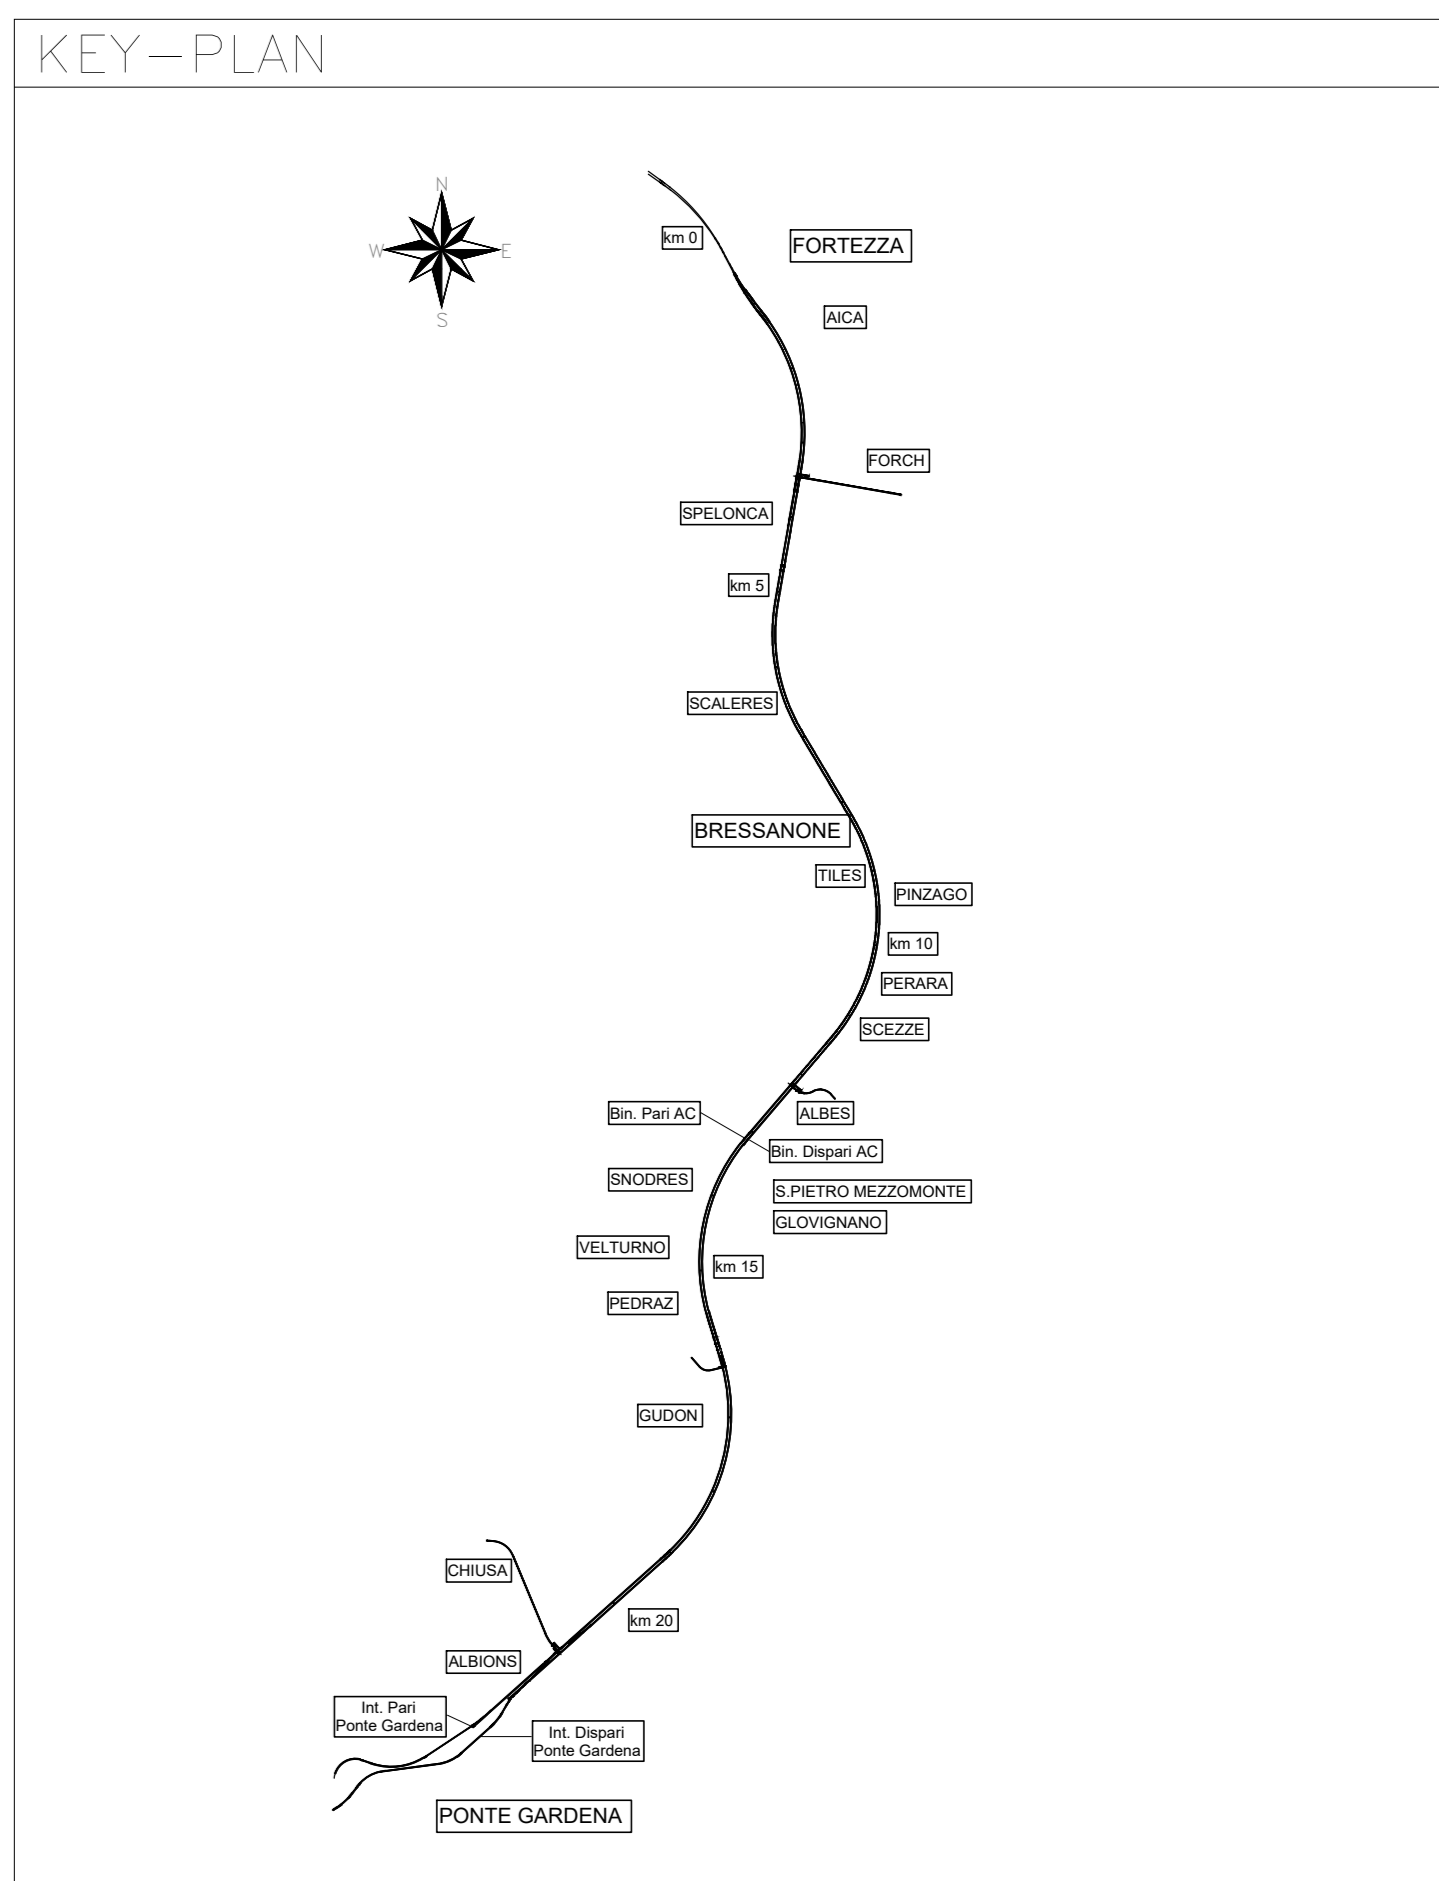 KEY-PLAN
N
W
E
S
km 0
FORTEZZA
AICA
FORCH
SPELONCA
km 5
SCALERES
BRESSANONE
TILES
PINZAGO
km 10
PERARA
SCEZZE
Bin. Pari AC
ALBES
Bin. Dispari AC
SNODRES
S.PIETRO MEZZOMONTE
GLOVIGNANO
VELTURNO
km 15
PEDRAZ
GUDON
CHIUSA
km 20
ALBIONS
Int. Pari
Ponte Gardena
Int. Dispari
Ponte Gardena
PONTE GARDENA